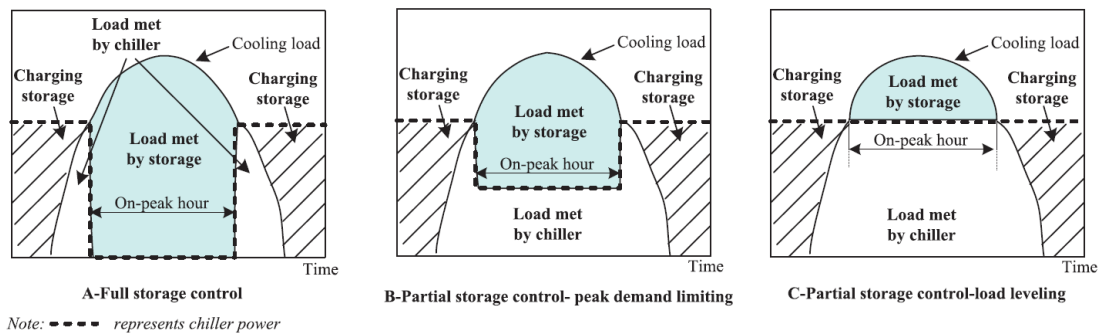 Load met
by chiller
Cooling load
Charging
storage
Charging
storage
Load met
by storage
On-peak hour
Time
A-Full storage control
Cooling load
Charging
storage
Charging
storage
Load met
by storage
On-peak hour
Load met
by chiller
Time
B-Partial storage control- peak demand limiting
Cooling load
Charging
storage
Load met
by storage
Charging
storage
On-peak hour
Load met
by chiller
Time
C-Partial storage control-load leveling
Note: represents chiller power